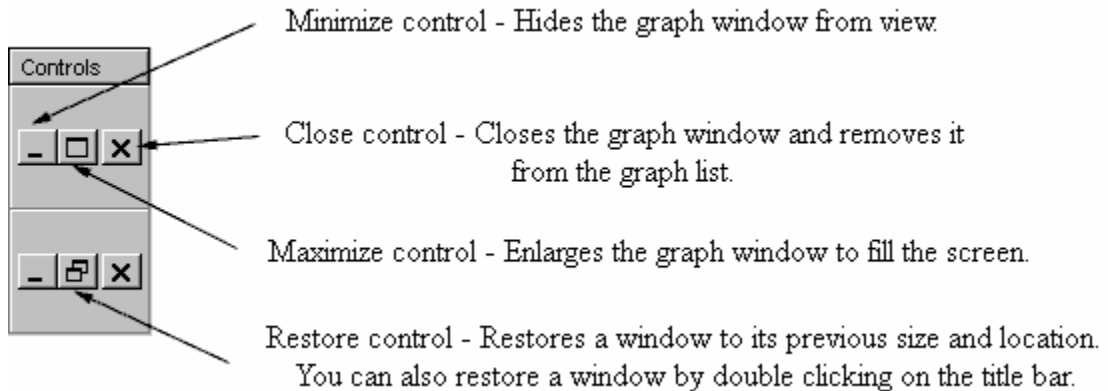 Minimize control - Hides the graph window from view.
Controls
Close control - Closes the graph window and removes it
from the graph list.
Maximize control - Enlarges the graph window to fill the screen.
Restore control - Restores a window to its previous size and location.
You can also restore a window by double clicking on the title bar.